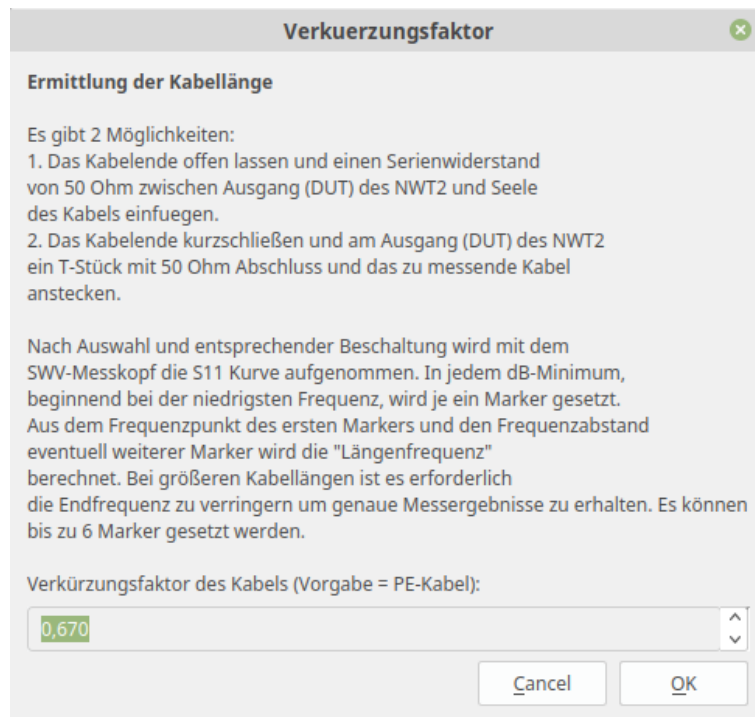 Verkuerzungsfaktor
Ermittlung der Kabellänge
Es gibt 2 Möglichkeiten:
1. Das Kabelende offen lassen und einen Serienwiderstand
von 50 Ohm zwischen Ausgang (DUT) des NWT2 und Seele
des Kabels einfuegen.
2. Das Kabelende kurzschließen und am Ausgang (DUT) des NWT2
ein T-Stück mit 50 Ohm Abschluss und das zu messende Kabel
anstecken.
Nach Auswahl und entsprechender Beschaltung wird mit dem
SWV-Messkopf die S11 Kurve aufgenommen. In jedem dB-Minimum,
beginnend bei der niedrigsten Frequenz, wird je ein Marker gesetzt.
Aus dem Frequenzpunkt des ersten Markers und den Frequenzabstand
eventuell weiterer Marker wird die "Längenfrequenz"
berechnet. Bei größeren Kabellängen ist es erforderlich
die Endfrequenz zu verringern um genaue Messergebnisse zu erhalten. Es können
bis zu 6 Marker gesetzt werden.
Verkürzungsfaktor des Kabels (Vorgabe = PE-Kabel):
0,670
Cancel OK